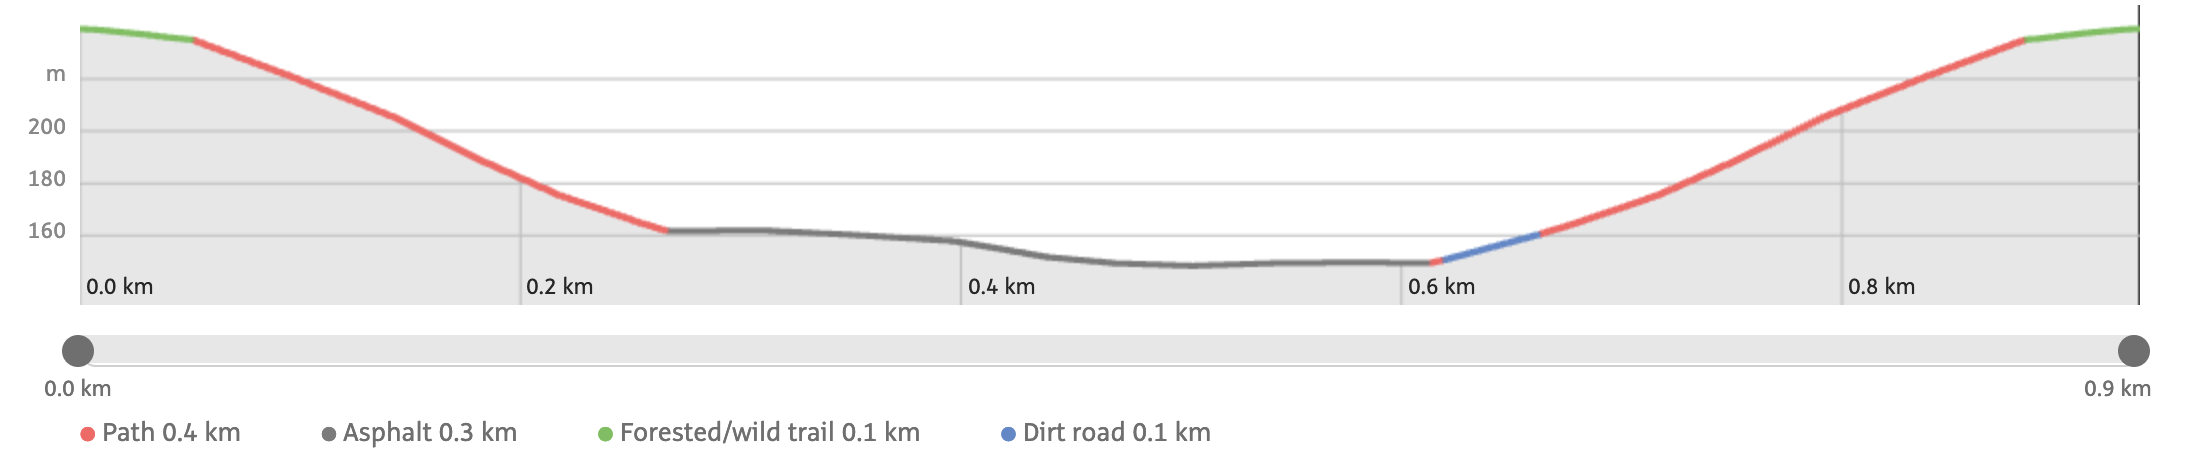 m
200
180
160
0.0 km
0.2 km
0.4 km
0.6 km
0.8 km
0.0 km
0.9 km
Path 0.4 km
Asphalt 0.3 km
Forested/wild trail 0.1 km
Dirt road 0.1 km